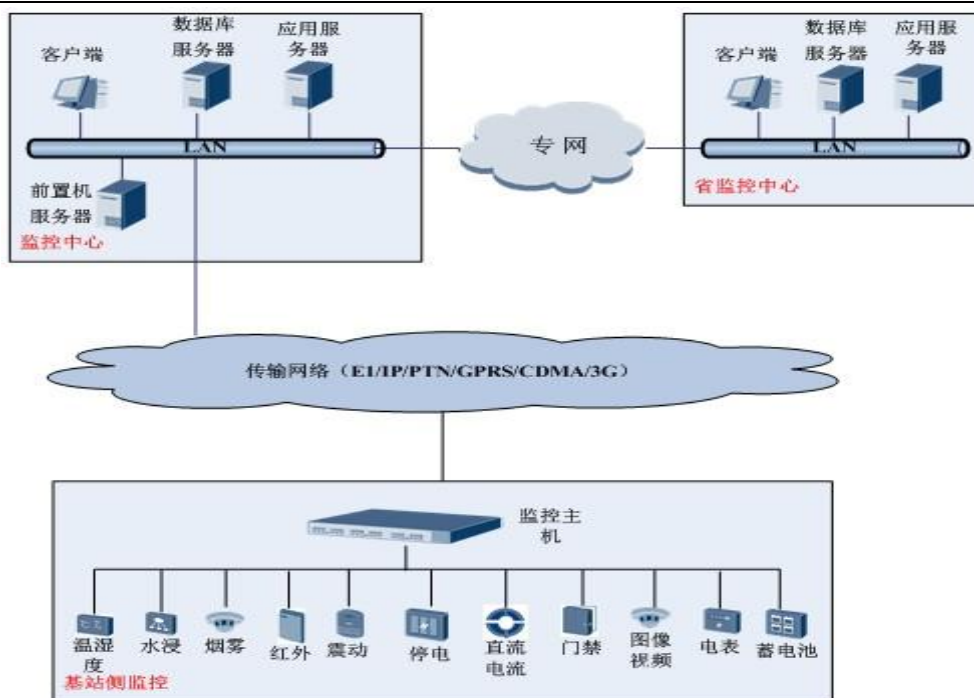 客户端
数据库
服务器
应用服
务器
LAN
前置机
服务器
监控中心
专网
客户端
数据库
服务器
应用服
务器
LAN
省监控中心
传输网络（E1/IP/PTN/GPRS/CDMA/3G）
监控主
机
温湿
度
水浸
烟雾
红外
震动
停电
直流
电流
门禁
图像
视频
电表
蓄电池
基站侧监控